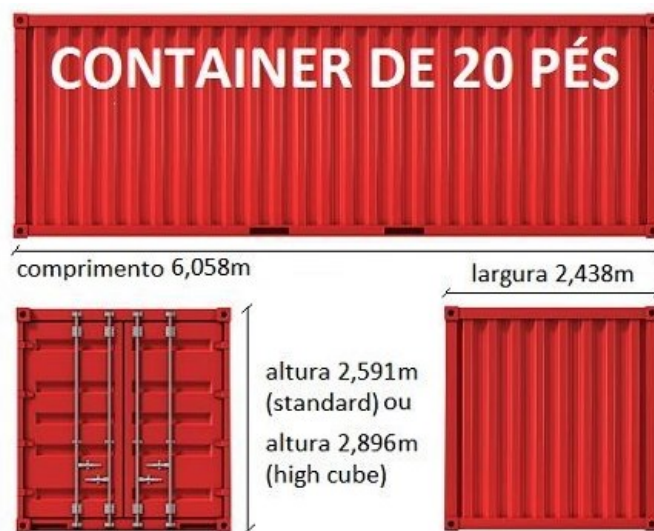 CONTAINER DE 20 PÉS
comprimento 6,058m
largura 2,438m
altura 2,591m
(standard) ou
altura 2,896m
(high cube)